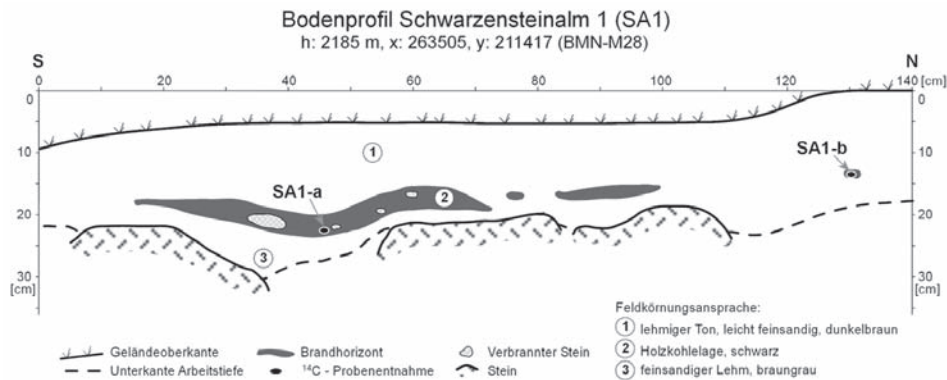 Bodenprofil Schwarzensteinalm 1 (SA1)
h: 2185 m, x: 263505, y: 211417 (BMN-M28)
S N
0 20 40 60 80 100 120 140 [cm]
0 0
10 10
20 20
30 30
[cm] [cm]
1
SA1-b
SA1-a
2
3
Feldkörnungsansprache:
Geländeoberkante Brandhorizont Verbrannter Stein 1 lehmiger Ton, leicht feinsandig, dunkelbraun
2 Holzkohlelage, schwarz
Unterkante Arbeitstiefe ¹⁴C - Probenentnahme Stein 3 feinsandiger Lehm, braungrau